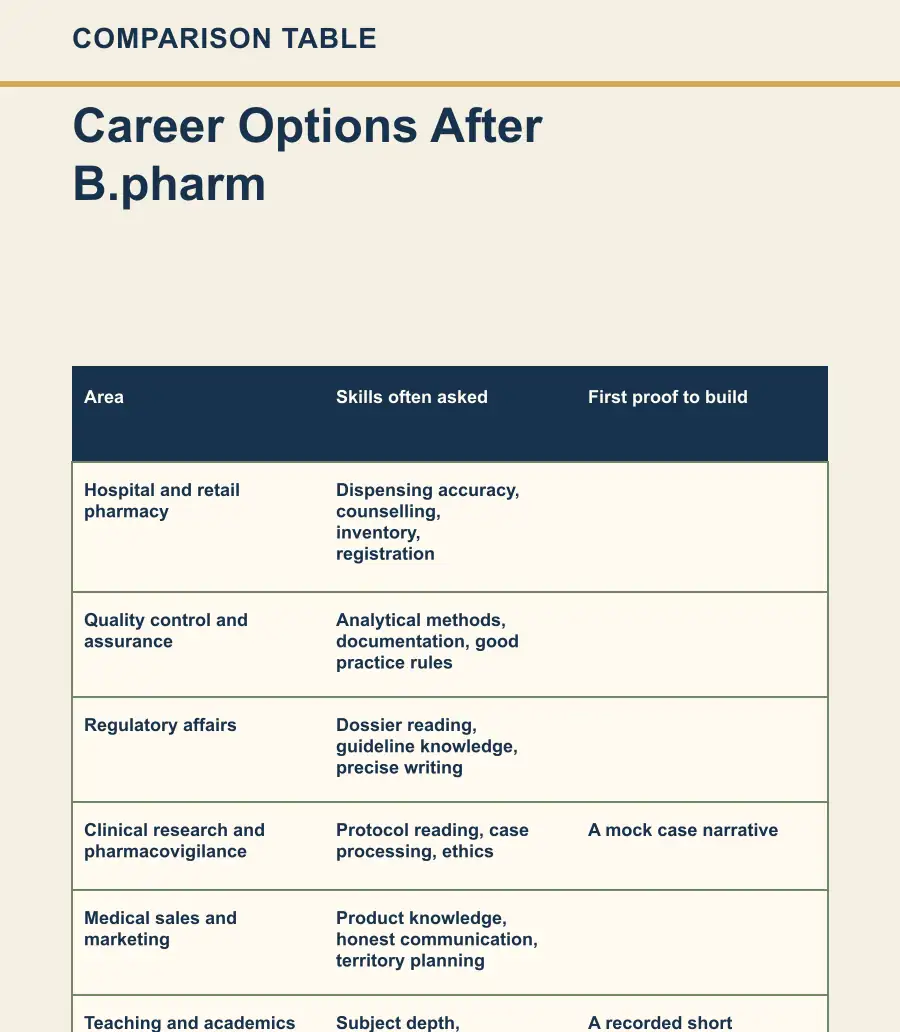 COMPARISON TABLE
Career Options After
B.pharm
Area
Skills often asked
First proof to build
Hospital and retail
pharmacy
Dispensing accuracy,
counselling,
inventory,
registration
Quality control and
assurance
Analytical methods,
documentation, good
practice rules
Regulatory affairs
Dossier reading,
guideline knowledge,
precise writing
Clinical research and
pharmacovigilance
Protocol reading, case
processing, ethics
A mock case narrative
Medical sales and
marketing
Product knowledge,
honest communication,
territory planning
Teaching and academics
Subject depth,
A recorded short